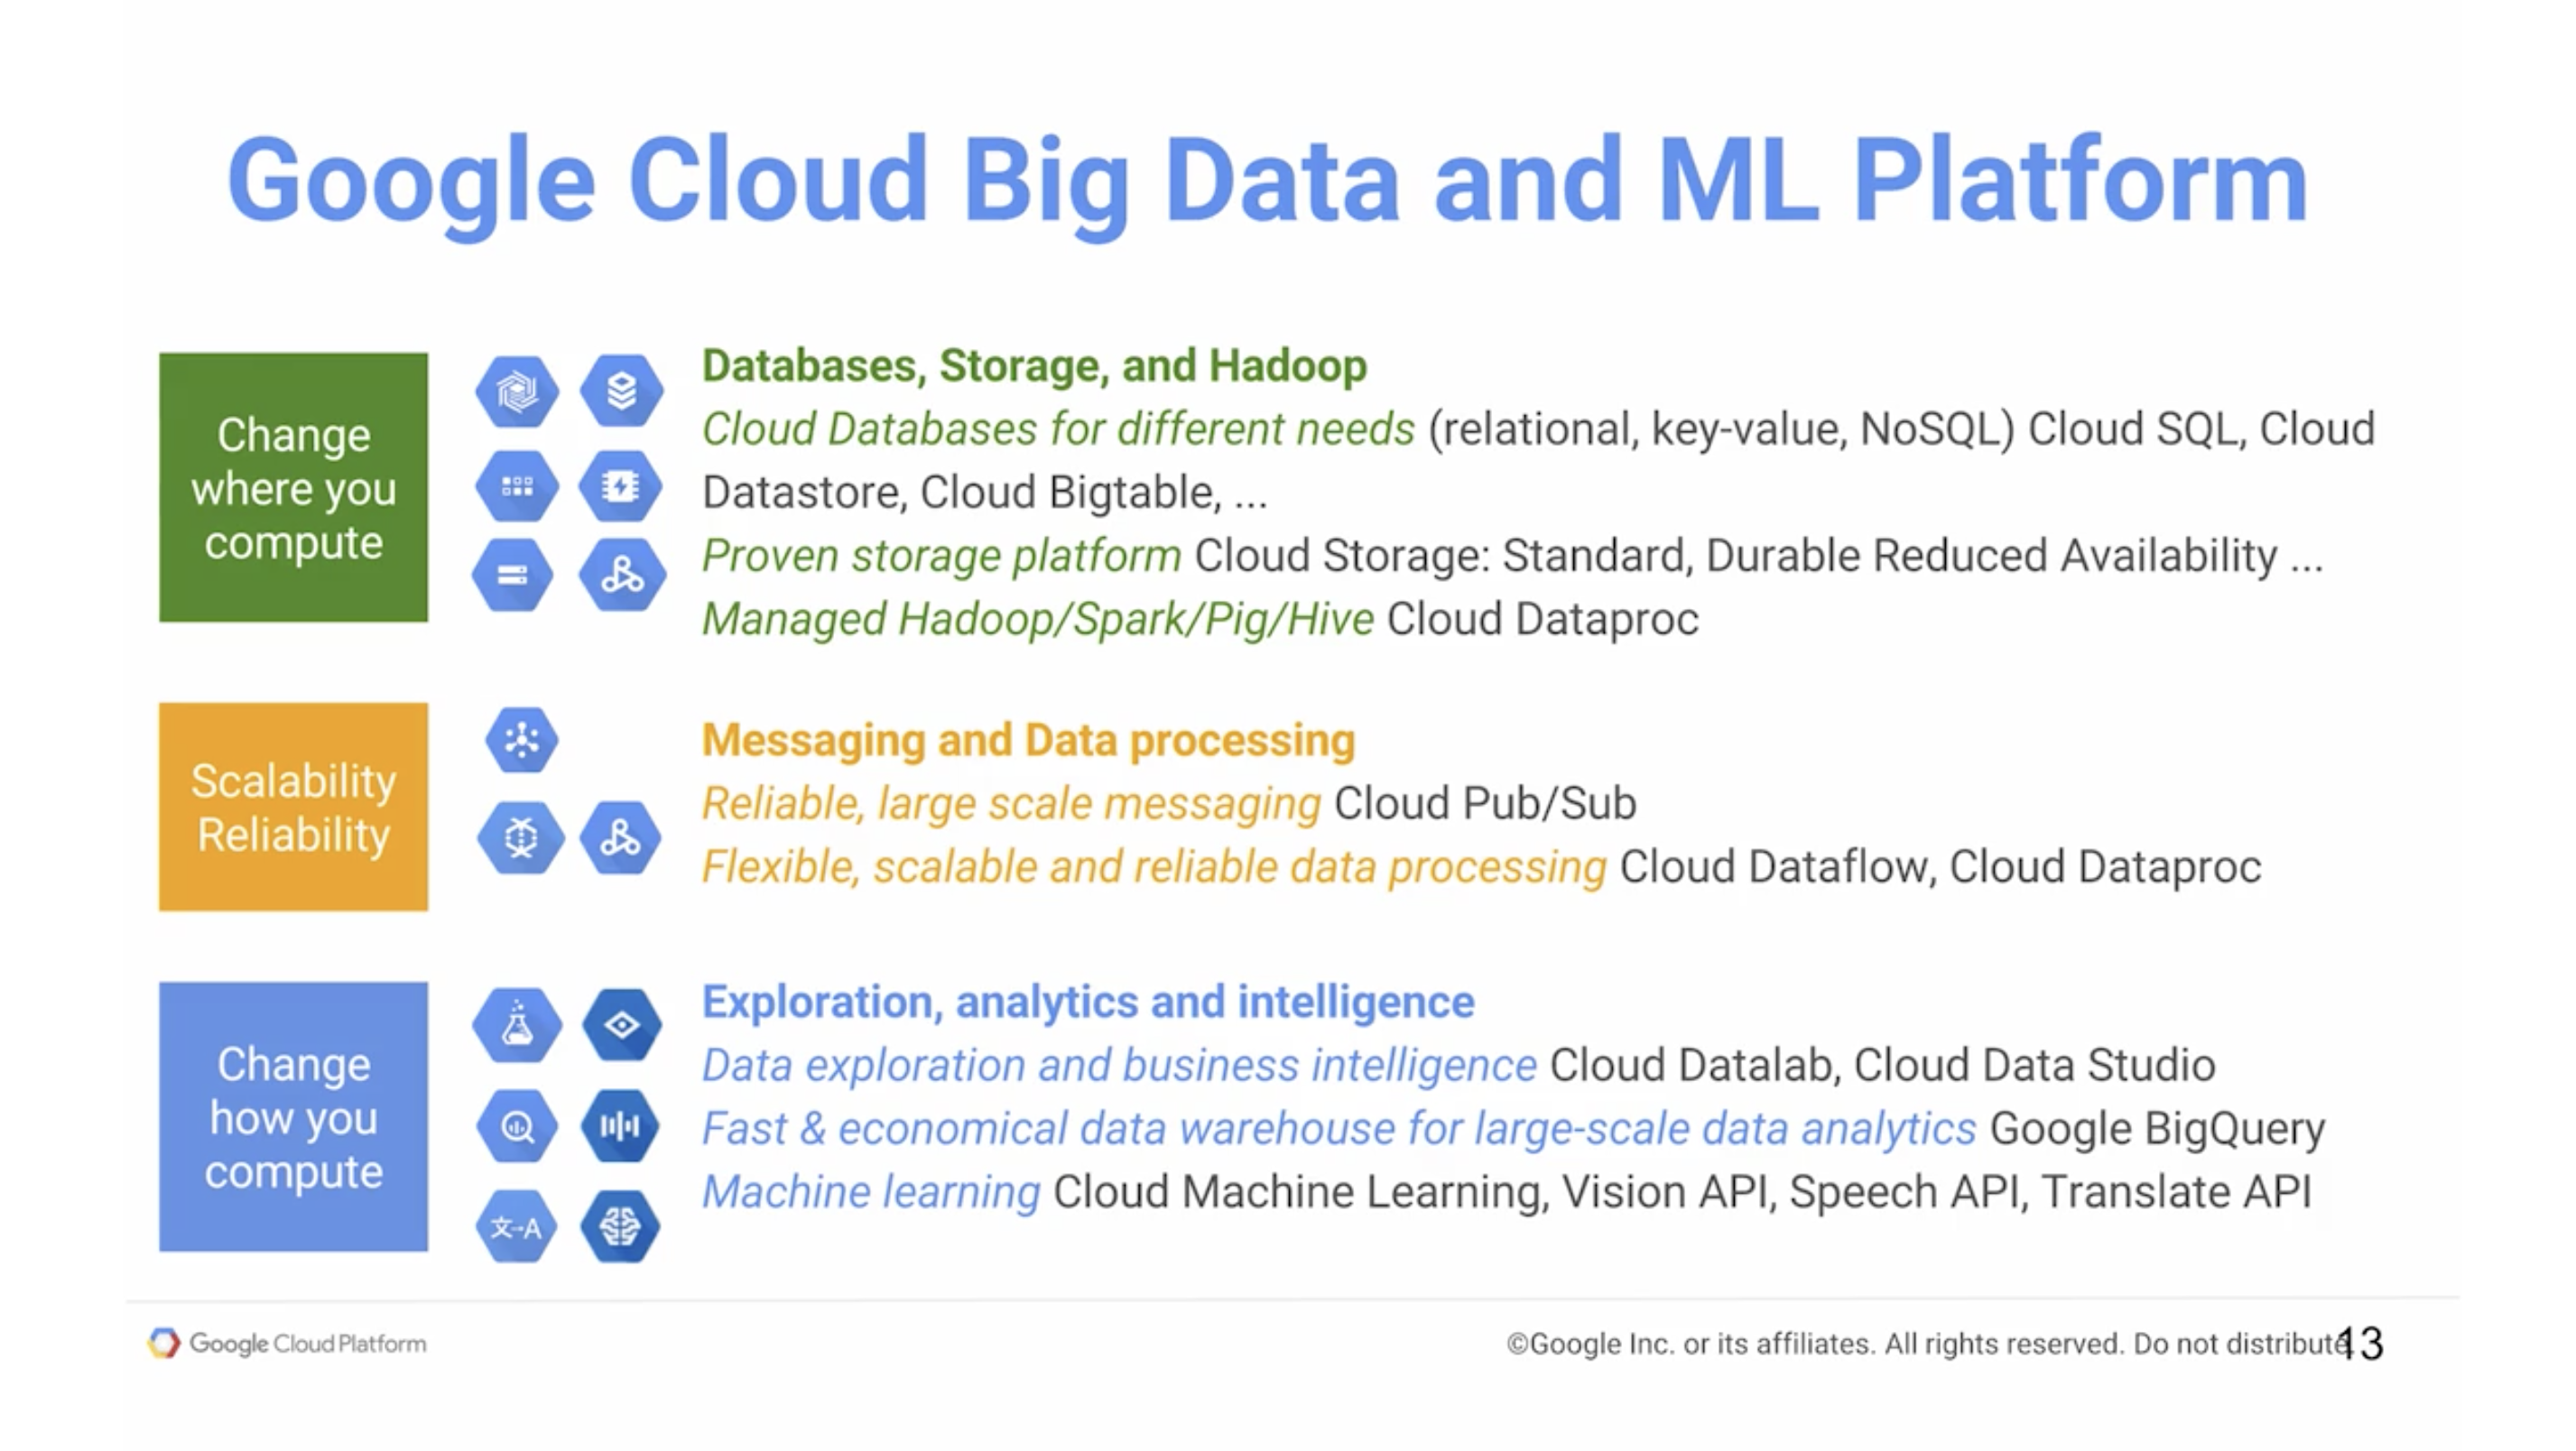 Google Cloud Big Data and ML Platform
Change
where you
compute
Databases, Storage, and Hadoop
Cloud Databases for different needs (relational, key-value, NoSQL) Cloud SQL, Cloud
Datastore, Cloud Bigtable, ...
Proven storage platform Cloud Storage: Standard, Durable Reduced Availability ...
Managed Hadoop/Spark/Pig/Hive Cloud Dataproc
Scalability
Reliability
Messaging and Data processing
Reliable, large scale messaging Cloud Pub/Sub
Flexible, scalable and reliable data processing Cloud Dataflow, Cloud Dataproc
Change
how you
compute
文→A
Exploration, analytics and intelligence
Data exploration and business intelligence Cloud Datalab, Cloud Data Studio
Fast & economical data warehouse for large-scale data analytics Google BigQuery
Machine learning Cloud Machine Learning, Vision API, Speech API, Translate API
Google Cloud Platform
©Google Inc. or its affiliates. All rights reserved. Do not distribute.
13